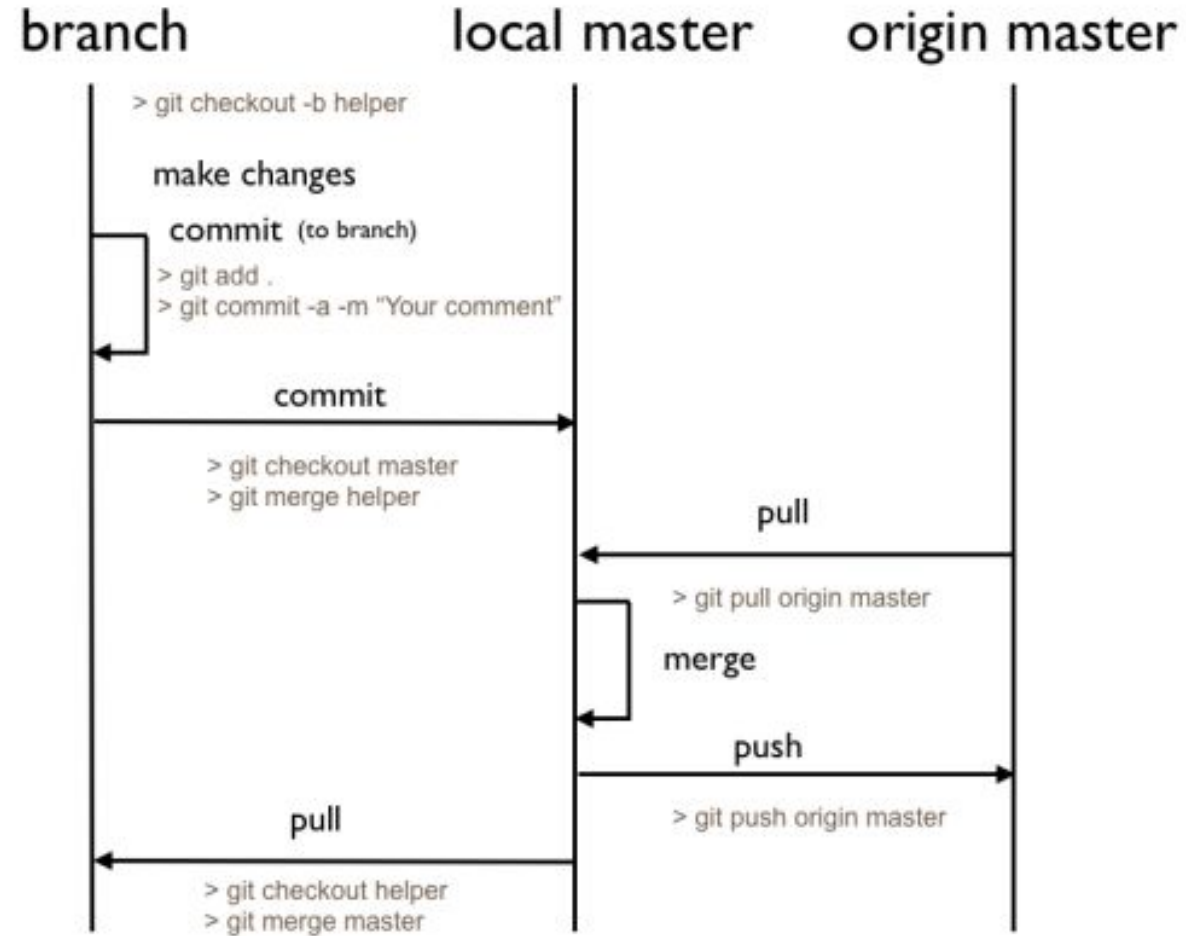 branch
local master
origin master
> git checkout -b helper
make changes
commit (to branch)
> git add .
> git commit -a -m “Your comment”
commit
> git checkout master
> git merge helper
pull
> git pull origin master
merge
push
> git push origin master
pull
> git checkout helper
> git merge master